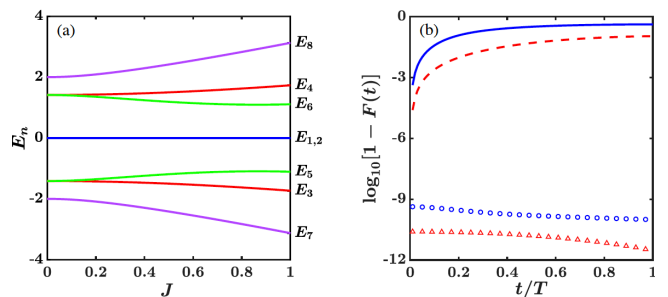 (a)
4
2
0
-2
-4
E_n
0
0.2
0.4
0.6
0.8
1
J
E_8
E_4
E_6
E_{1,2}
E_5
E_3
E_7
(b)
0
-3
-6
-9
-12
log_{10}[1 − F(t)]
0
0.2
0.4
0.6
0.8
1
t/T